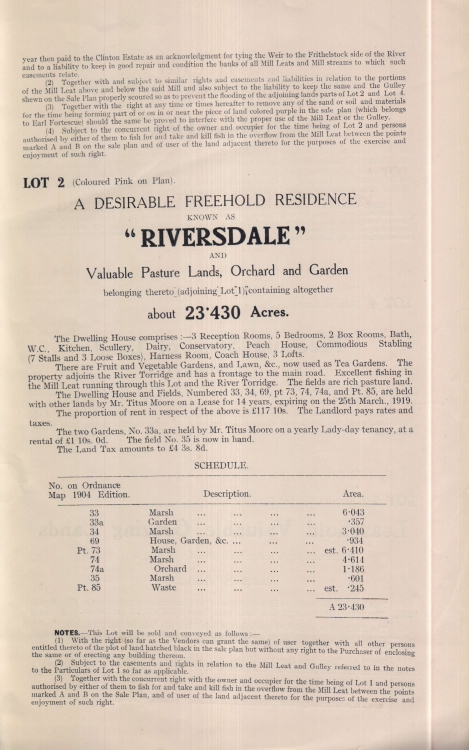 year then paid to the Clinton Estate as an acknowledgment for tying the Weir to the Frithelstock side of the River
and to a liability to keep in good repair and condition the banks of all Mill Leats and Mill streams to which such
easements relate.
(2) Together with and subject to similar rights and easements and liabilities in relation to the portions
of the Mill Leat above and below the said Mill and also subject to the liability to keep the same and the Gulley
shewn on the Sale Plan properly scoured so as to prevent the flooding of the adjoining lands parts of Lot 2 and Lot 4.
(3) Together with the right at any time or times hereafter to remove any of the sand or soil and materials
for the time being forming part of or on in or near the piece of land colored purple in the sale plan (which belongs
to Earl Fortescue) should the same be proved to interfere with the proper use of the Mill Leat or the Gulley.
(4) Subject to the concurrent right of the owner and occupier for the time being of Lot 2 and persons
authorised by either of them to fish for and take and kill fish in the overflow from the Mill Leat between the points
marked A and B on the sale plan and of user of the land adjacent thereto for the purposes of the exercise and
enjoyment of such right.
LOT 2 (Coloured Pink on Plan).
A DESIRABLE FREEHOLD RESIDENCE
KNOWN AS
"RIVERSDALE"
AND
Valuable Pasture Lands, Orchard and Garden
belonging thereto (adjoining Lot 1), containing altogether
about 23·430 Acres.
The Dwelling House comprises :—3 Reception Rooms, 5 Bedrooms, 2 Box Rooms, Bath,
W.C., Kitchen, Scullery, Dairy, Conservatory, Peach House, Commodious Stabling
(7 Stalls and 3 Loose Boxes), Harness Room, Coach House, 3 Lofts.
There are Fruit and Vegetable Gardens, and Lawn, &c., now used as Tea Gardens. The
property adjoins the River Torridge and has a frontage to the main road. Excellent fishing in
the Mill Leat running through this Lot and the River Torridge. The fields are rich pasture land.
The Dwelling House and Fields, Numbered 33, 34, 69, pt 73, 74, 74a, and Pt. 85, are held
with other lands by Mr. Titus Moore on a Lease for 14 years, expiring on the 25th March., 1919.
The proportion of rent in respect of the above is £117 10s. The Landlord pays rates and
taxes.
The two Gardens, No. 33a, are held by Mr. Titus Moore on a yearly Lady-day tenancy, at a
rental of £1 10s. 0d. The field No. 35 is now in hand.
The Land Tax amounts to £4 3s. 8d.
SCHEDULE.
No. on Ordnance
Map 1904 Edition. Description. Area.
33 Marsh ... ... ... ... 6·043
33a Garden ... ... ... ... ·357
34 Marsh ... ... ... ... 3·040
69 House, Garden, &c. ... ... ... ... ·934
Pt. 73 Marsh ... ... ... ... est. 6·410
74 Marsh ... ... ... ... 4·614
74a Orchard ... ... ... ... 1·186
35 Marsh ... ... ... ... ·601
Pt. 85 Waste ... ... ... ... est. ·245
A 23·430
NOTES.—This Lot will be sold and conveyed as follows :—
(1) With the right (so far as the Vendors can grant the same) of user together with all other persons
entitled thereto of the plot of land hatched black in the sale plan but without any right to the Purchaser of enclosing
the same or of erecting any building thereon.
(2) Subject to the easements and rights in relation to the Mill Leat and Gulley referred to in the notes
to the Particulars of Lot 1 so far as applicable.
(3) Together with the concurrent right with the owner and occupier for the time being of Lot 1 and persons
authorised by either of them to fish for and take and kill fish in the overflow from the Mill Leat between the points
marked A and B on the Sale Plan, and of user of the land adjacent thereto for the purposes of the exercise and
enjoyment of such right.